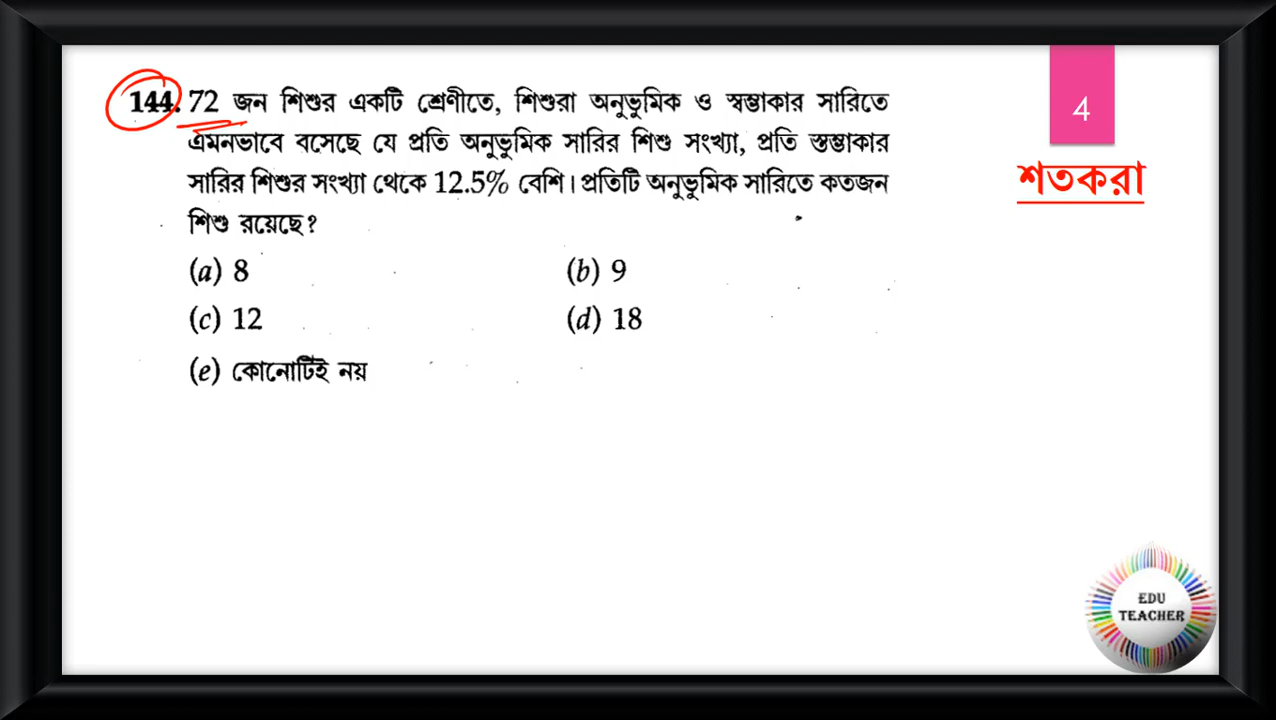 144. 72 জন শিশুর একটি শ্রেণীতে, শিশুরা অনুভুমিক ও স্বম্ভাকার সারিতে
এমনভাবে বসেছে যে প্রতি অনুভুমিক সারির শিশু সংখ্যা, প্রতি স্তম্ভাকার
সারির শিশুর সংখ্যা থেকে 12.5% বেশি। প্রতিটি অনুভুমিক সারিতে কতজন
শিশু রয়েছে?
(a) 8 (b) 9
(c) 12 (d) 18
(e) কোনোটিই নয়
4
শতকরা
EDU
TEACHER